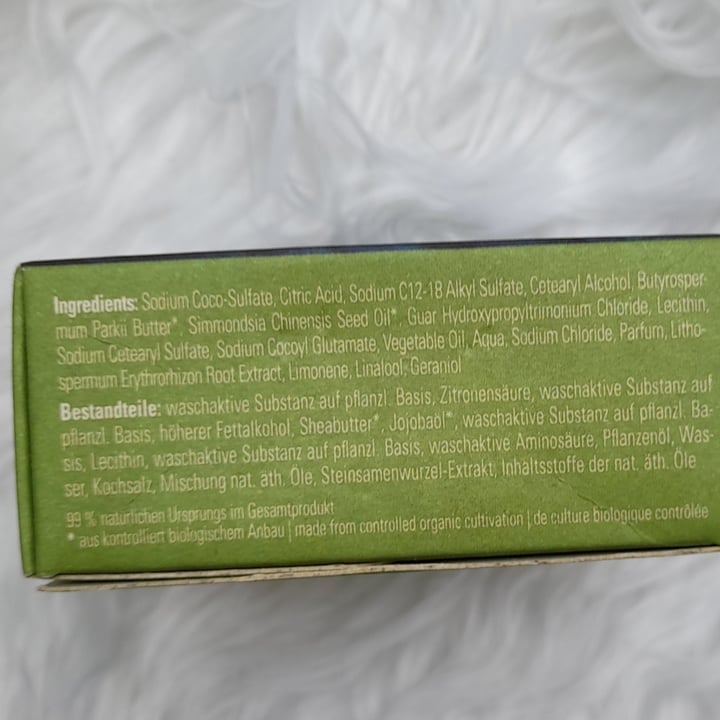 Ingredients: Sodium Coco-Sulfate, Citric Acid, Sodium C12-18 Alkyl Sulfate, Cetearyl Alcohol, Butyrosper-
mum Parkii Butter*, Simmondsia Chinensis Seed Oil*, Guar Hydroxypropyltrimonium Chloride, Lecithin,
Sodium Cetearyl Sulfate, Sodium Cocoyl Glutamate, Vegetable Oil, Aqua, Sodium Chloride, Parfum, Litho-
spermum Erythrorhizon Root Extract, Limonene, Linalool, Geraniol
Bestandteile: waschaktive Substanz auf pflanzl. Basis, Zitronensäure, waschaktive Substanz auf
pflanzl. Basis, höherer Fettalkohol, Sheabutter*, Jojobaöl*, waschaktive Substanz auf pflanzl. Ba-
sis, Lecithin, waschaktive Substanz auf pflanzl. Basis, waschaktive Aminosäure, Pflanzenöl, Was-
ser, Kochsalz, Mischung nat. äth. Öle, Steinsamenwurzel-Extrakt, Inhaltsstoffe der nat. äth. Öle
99 % natürlichen Ursprungs im Gesamtprodukt
* aus kontrolliert biologischem Anbau | made from controlled organic cultivation | de culture biologique contrôlée